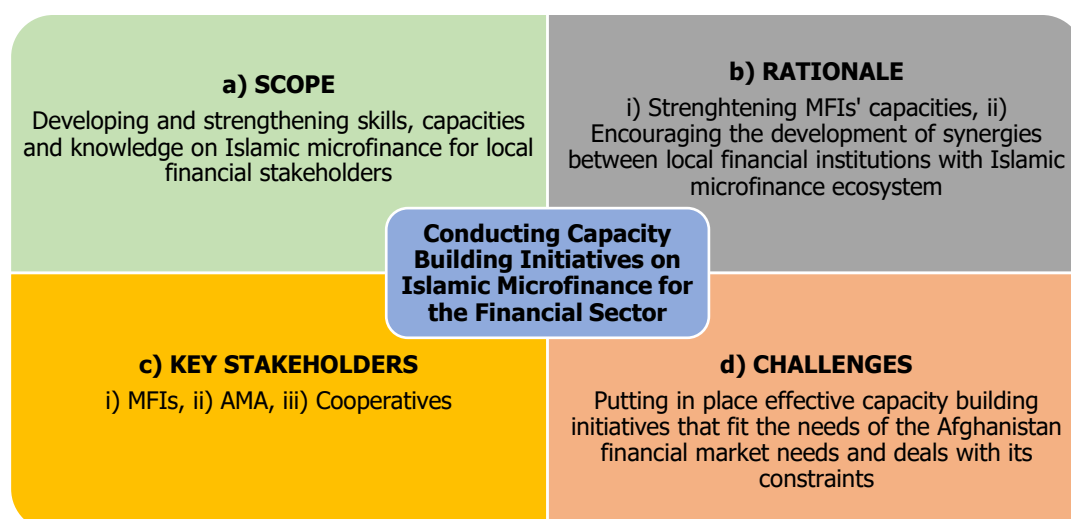 a) SCOPE
Developing and strengthening skills, capacities
and knowledge on Islamic microfinance for local
financial stakeholders
b) RATIONALE
i) Strenghtening MFIs' capacities, ii)
Encouraging the development of synergies
between local financial institutions with Islamic
microfinance ecosystem
Conducting Capacity
Building Initiatives on
Islamic Microfinance for
the Financial Sector
c) KEY STAKEHOLDERS
i) MFIs, ii) AMA, iii) Cooperatives
d) CHALLENGES
Putting in place effective capacity building
initiatives that fit the needs of the Afghanistan
financial market needs and deals with its
constraints